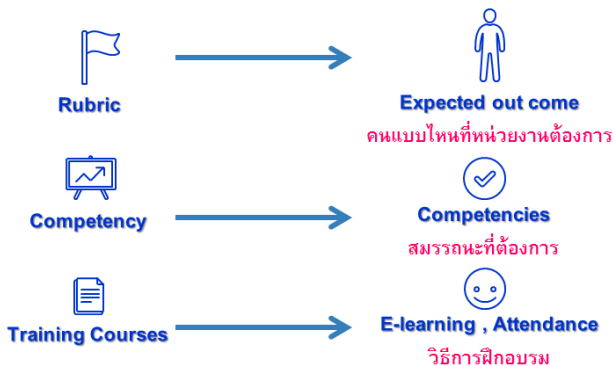 Rubric
Expected out come
คนแบบไหนที่หน่วยงานต้องการ
Competency
Competencies
สมรรถนะที่ต้องการ
Training Courses
E-learning , Attendance
วิธีการฝึกอบรม